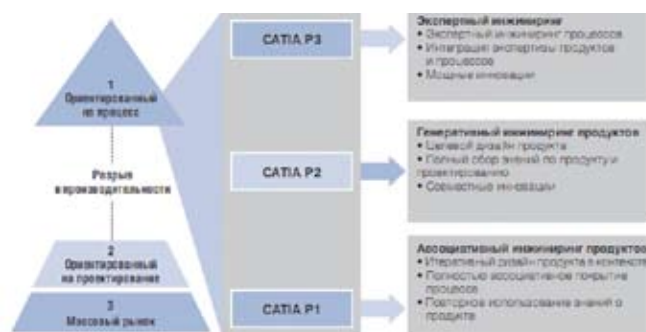 1
Ориентированный
на процесс
Разрыв
в производительности
2
Ориентированный
на проектирование
3
Массовый рынок
CATIA P3
CATIA P2
CATIA P1
Экспертный инжиниринг
• Экспертный инжиниринг процессов
• Интеграция экспертизы продуктов
и процессов
• Мощные инновации
Генеративный инжиниринг продуктов
• Целевой дизайн продукта
• Полный сбор знаний по продукту и
проектированию
• Совместные инновации
Ассоциативный инжиниринг продуктов
• Итеративный дизайн продукта в контексте
• Полностью ассоциативное покрытие
процесса
• Повторное использование знаний о
продукте